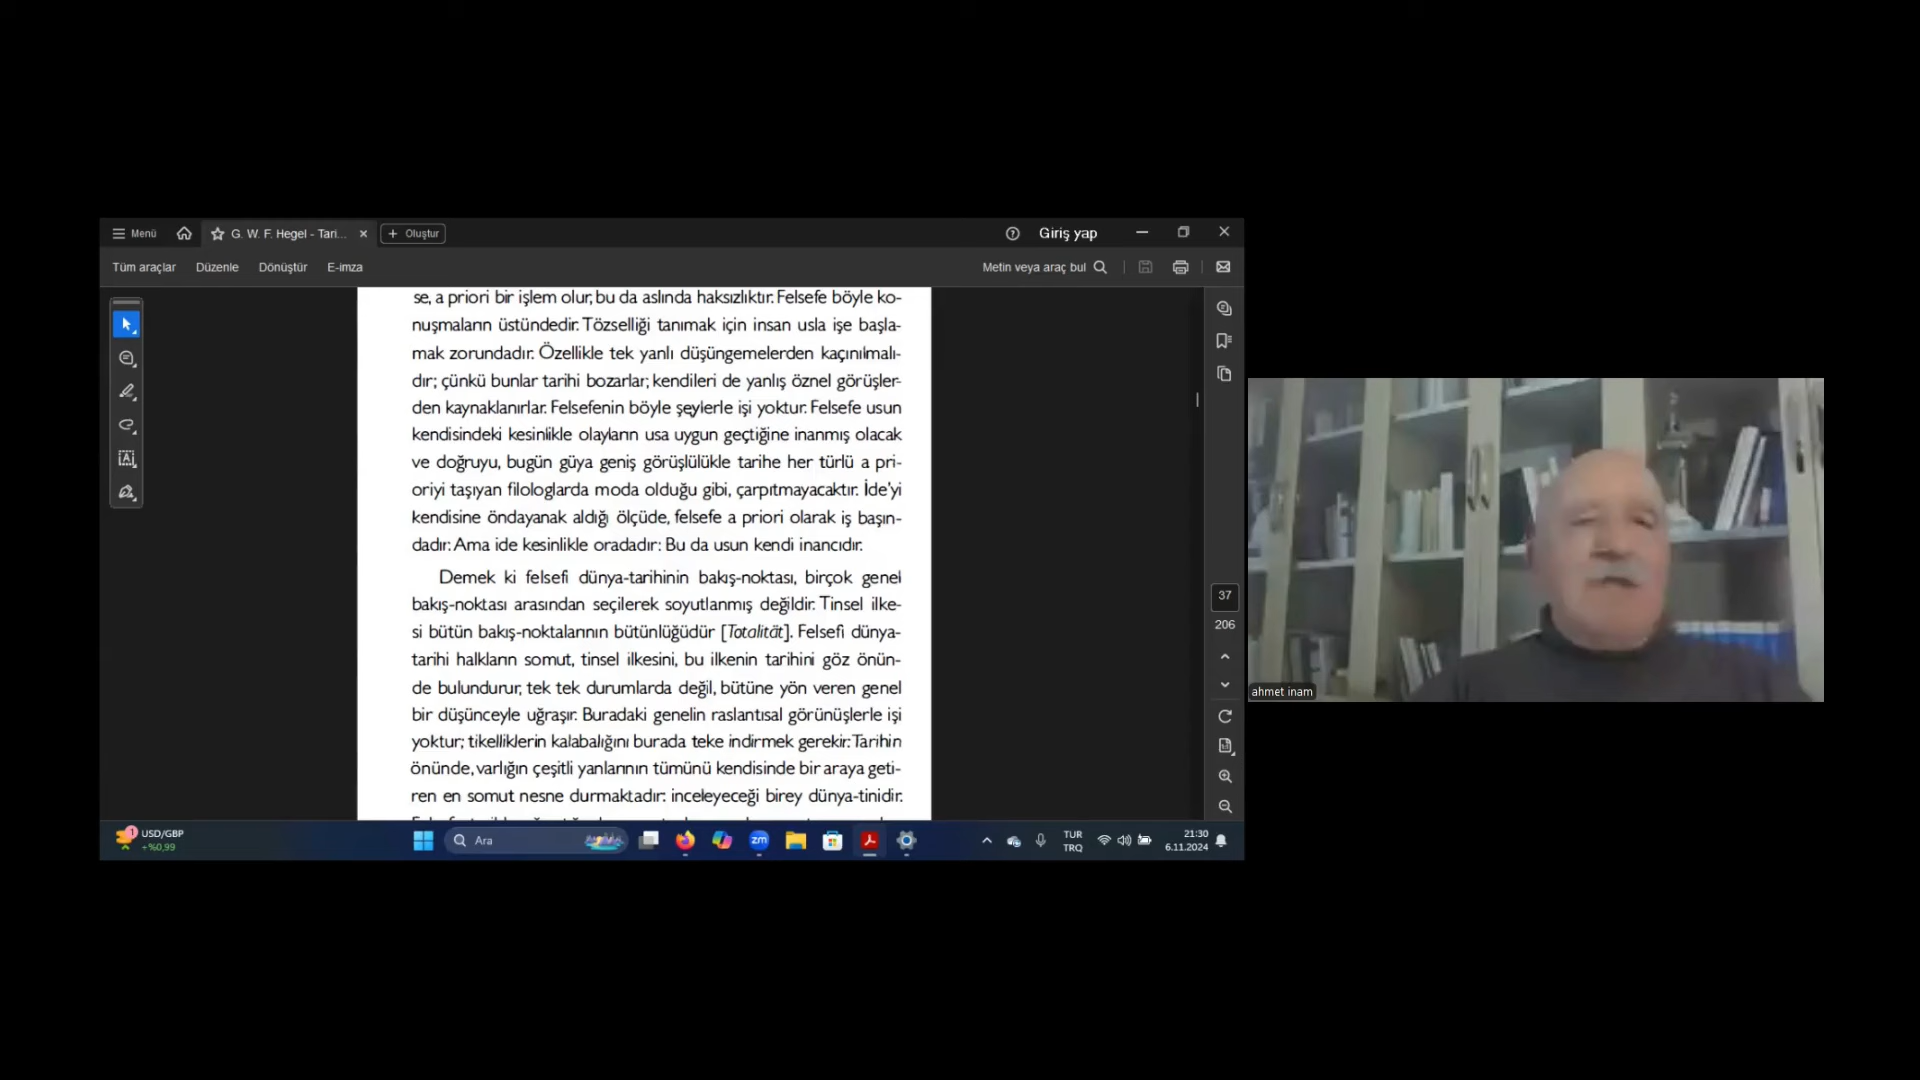 Menü
G. W. F. Hegel - Tari...
Oluştur
Giriş yap
Tüm araçlar
Düzenle
Dönüştür
E-imza
Metin veya araç bul
se, a priori bir işlem olur, bu da aslında haksızlıktır. Felsefe böyle ko-
nuşmaların üstündedir. Tözselliği tanımak için insan usla işe başla-
mak zorundadır. Özellikle tek yanlı düşüngemelerden kaçınılmalı-
dır; çünkü bunlar tarihi bozarlar; kendileri de yanlış öznel görüşler-
den kaynaklanırlar. Felsefenin böyle şeylerle işi yoktur. Felsefe usun
kendisindeki kesinlikle olayların usa uygun geçtiğine inanmış olacak
ve doğruyu, bugün güya geniş görüşlülükle tarihe her türlü a pri-
oriyi taşıyan filologlarda moda olduğu gibi, çarpıtmayacaktır. İde'yi
kendisine öndayanak aldığı ölçüde, felsefe a priori olarak iş başın-
dadır. Ama ide kesinlikle oradadır: Bu da usun kendi inancıdır.
Demek ki felsefi dünya-tarihinin bakış-noktası, birçok genel
bakış-noktası arasından seçilerek soyutlanmış değildir. Tinsel ilke-
si bütün bakış-noktalarının bütünlüğüdür [Totalität]. Felsefi dünya-
tarihi halkların somut, tinsel ilkesini, bu ilkenin tarihini göz önün-
de bulundurur, tek tek durumlarda değil, bütüne yön veren genel
bir düşünceyle uğraşır. Buradaki genelin raslantısal görünüşlerle işi
yoktur; tikelliklerin kalabalığını burada teke indirmek gerekir. Tarihin
önünde, varlığın çeşitli yanlarının tümünü kendisinde bir araya geti-
ren en somut nesne durmaktadır: inceleyeceği birey dünya-tinidir.
37
206
ahmet inam
1
USD/GBP
+%0,99
Ara
zm
TUR
TRQ
21:30
6.11.2024